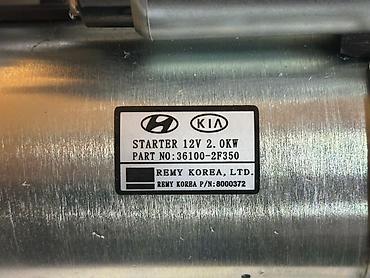 KIA
STARTER 12V 2.0KW
PART NO:36100-2F350
REMY KOREA, LTD.
REMY KOREA P/N:8000372